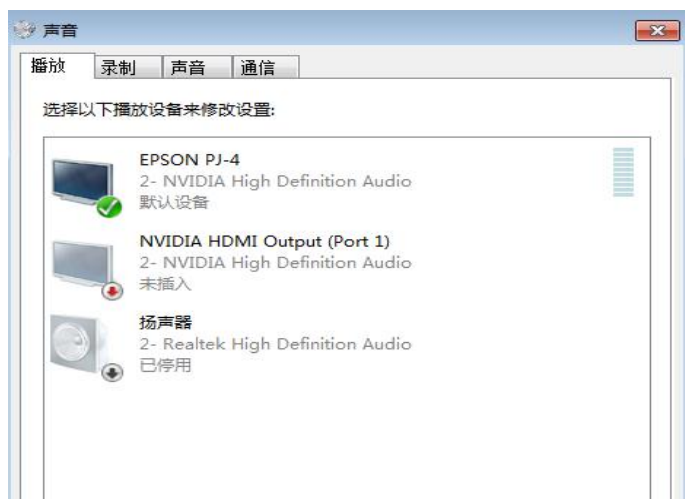 声音
播放 录制 声音 通信
选择以下播放设备来修改设置:
EPSON PJ-4
2- NVIDIA High Definition Audio
默认设备
NVIDIA HDMI Output (Port 1)
2- NVIDIA High Definition Audio
未插入
扬声器
2- Realtek High Definition Audio
已停用